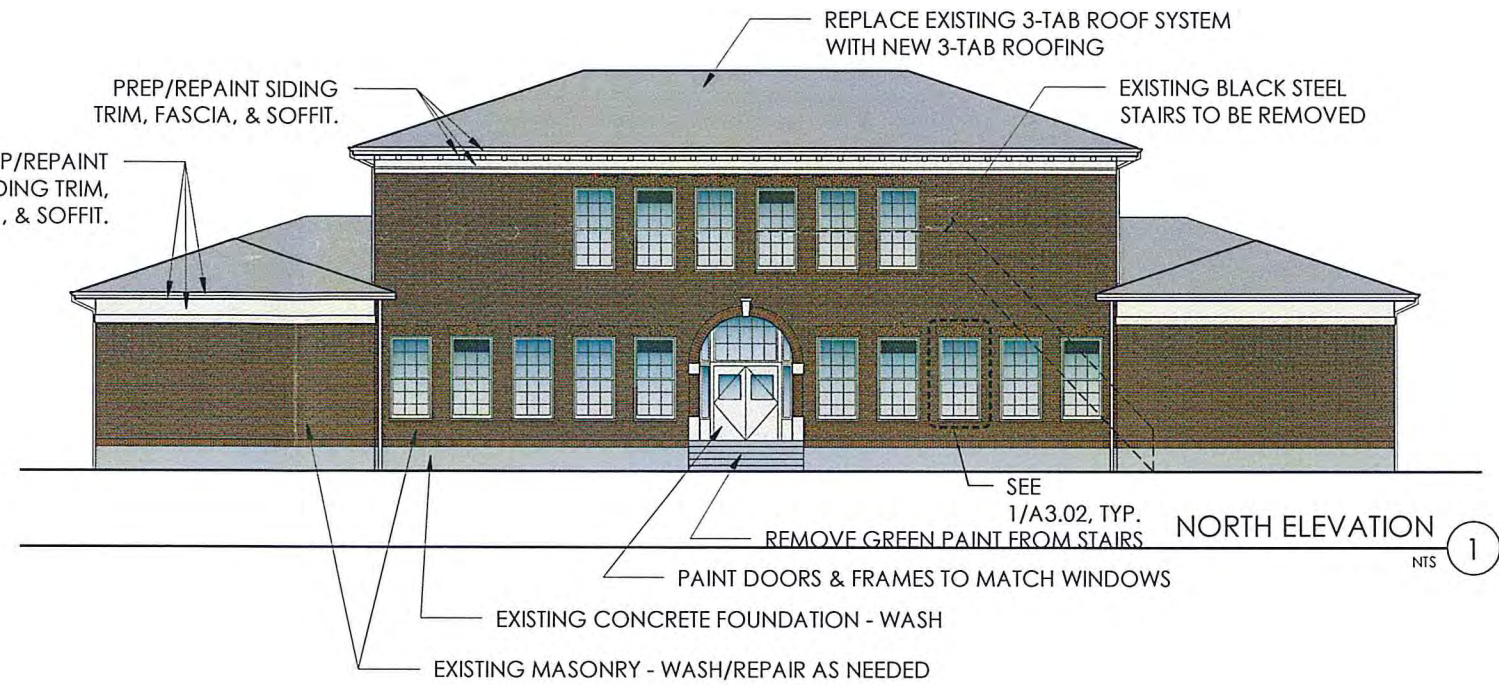 REPLACE EXISTING 3-TAB ROOF SYSTEM
WITH NEW 3-TAB ROOFING
PREP/REPAINT SIDING
TRIM, FASCIA, & SOFFIT.
EXISTING BLACK STEEL
STAIRS TO BE REMOVED
P/REPAINT
DING TRIM,
, & SOFFIT.
SEE
1/A3.02, TYP.
NORTH ELEVATION
NTS
1
REMOVE GREEN PAINT FROM STAIRS
PAINT DOORS & FRAMES TO MATCH WINDOWS
EXISTING CONCRETE FOUNDATION - WASH
EXISTING MASONRY - WASH/REPAIR AS NEEDED